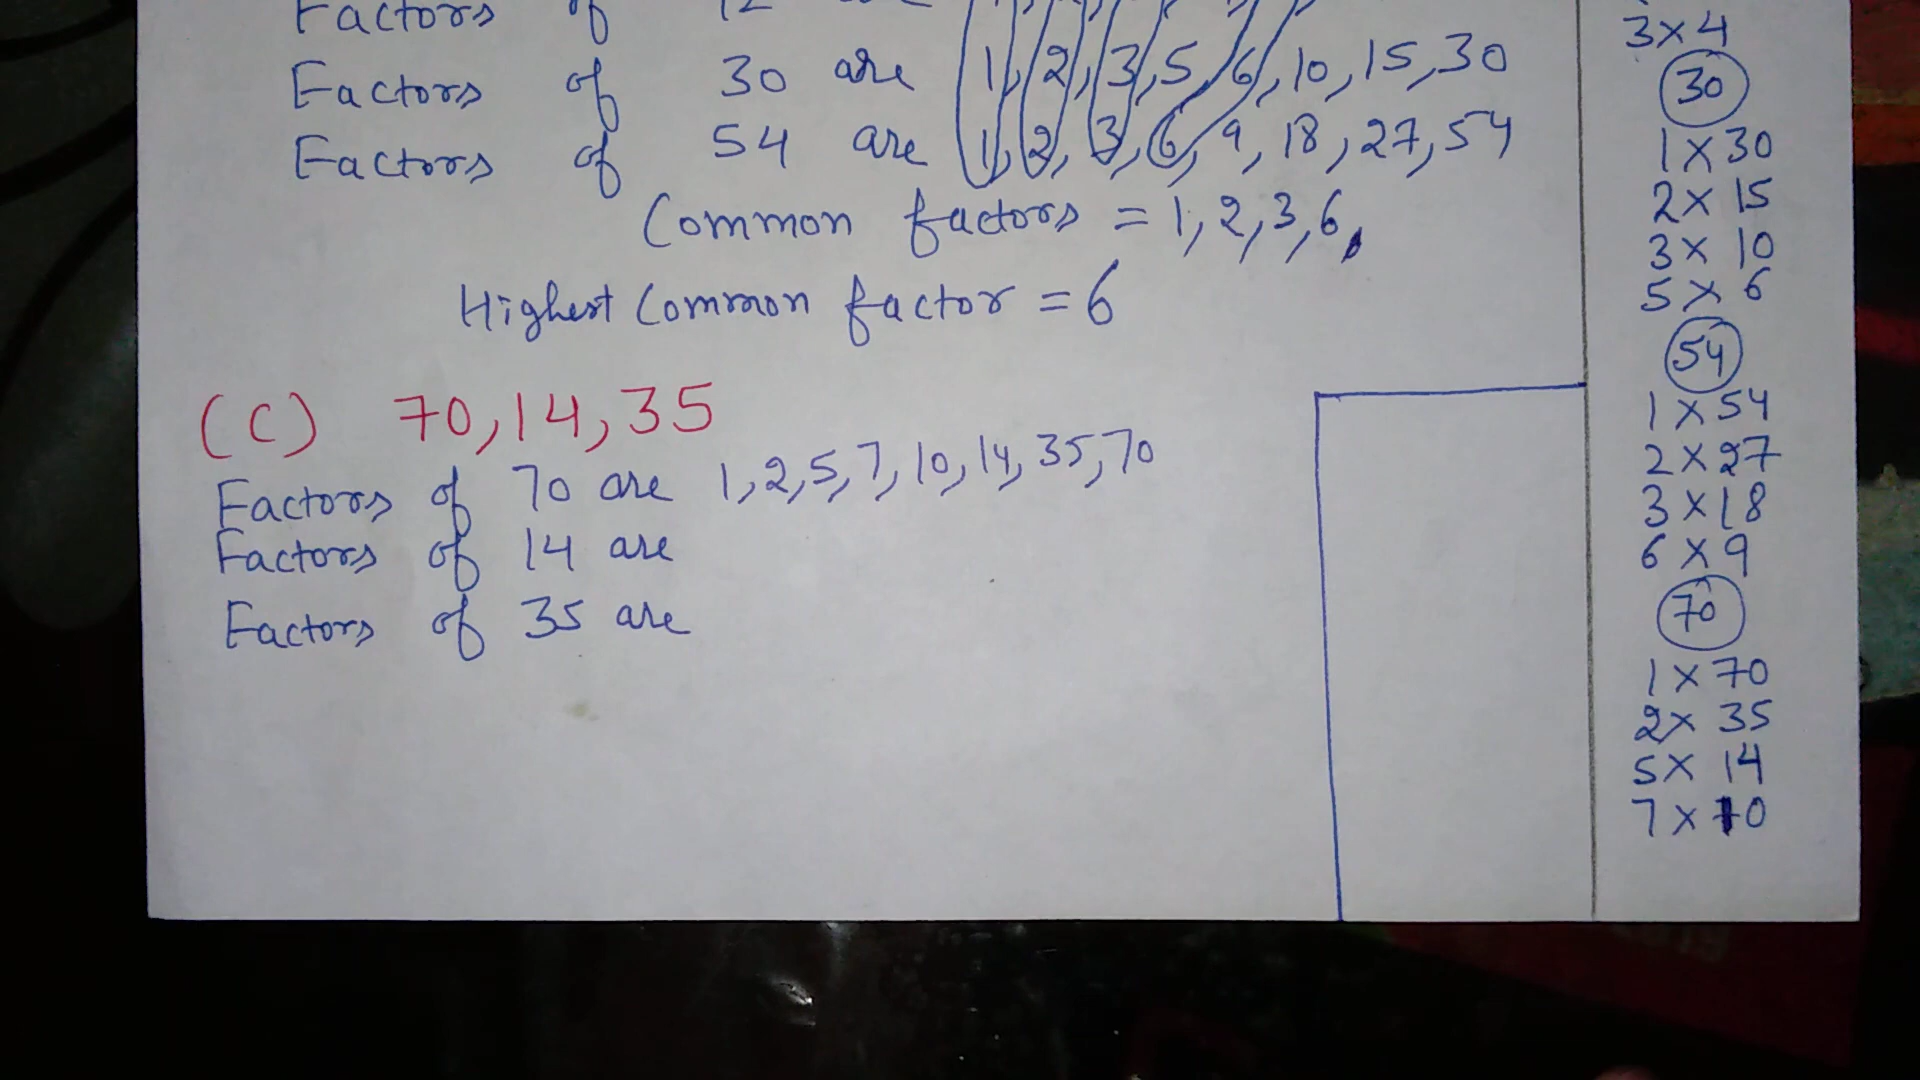 Factors of 12 are
Factors of 30 are 1, 2, 3, 5, 6, 10, 15, 30
Factors of 54 are 1, 2, 3, 6, 9, 18, 27, 54
Common factors = 1, 2, 3, 6,
Highest Common factor = 6
(C) 70, 14, 35
Factors of 70 are 1, 2, 5, 7, 10, 14, 35, 70
Factors of 14 are
Factors of 35 are
3 x 4
30
1 x 30
2 x 15
3 x 10
5 x 6
54
1 x 54
2 x 27
3 x 18
6 x 9
70
1 x 70
2 x 35
5 x 14
7 x 10